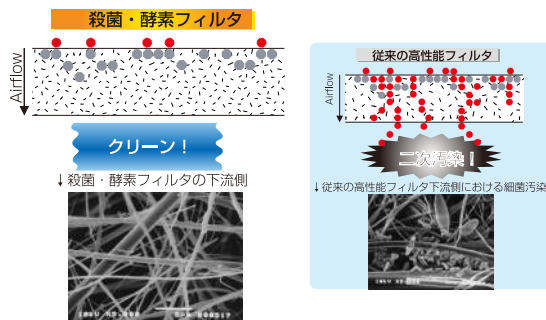 殺菌・酵素フィルタ
Airflow
クリーン!
↓殺菌・酵素フィルタの下流側
従来の高性能フィルタ
Airflow
二次汚染!
↓従来の高性能フィルタ下流側における細菌汚染